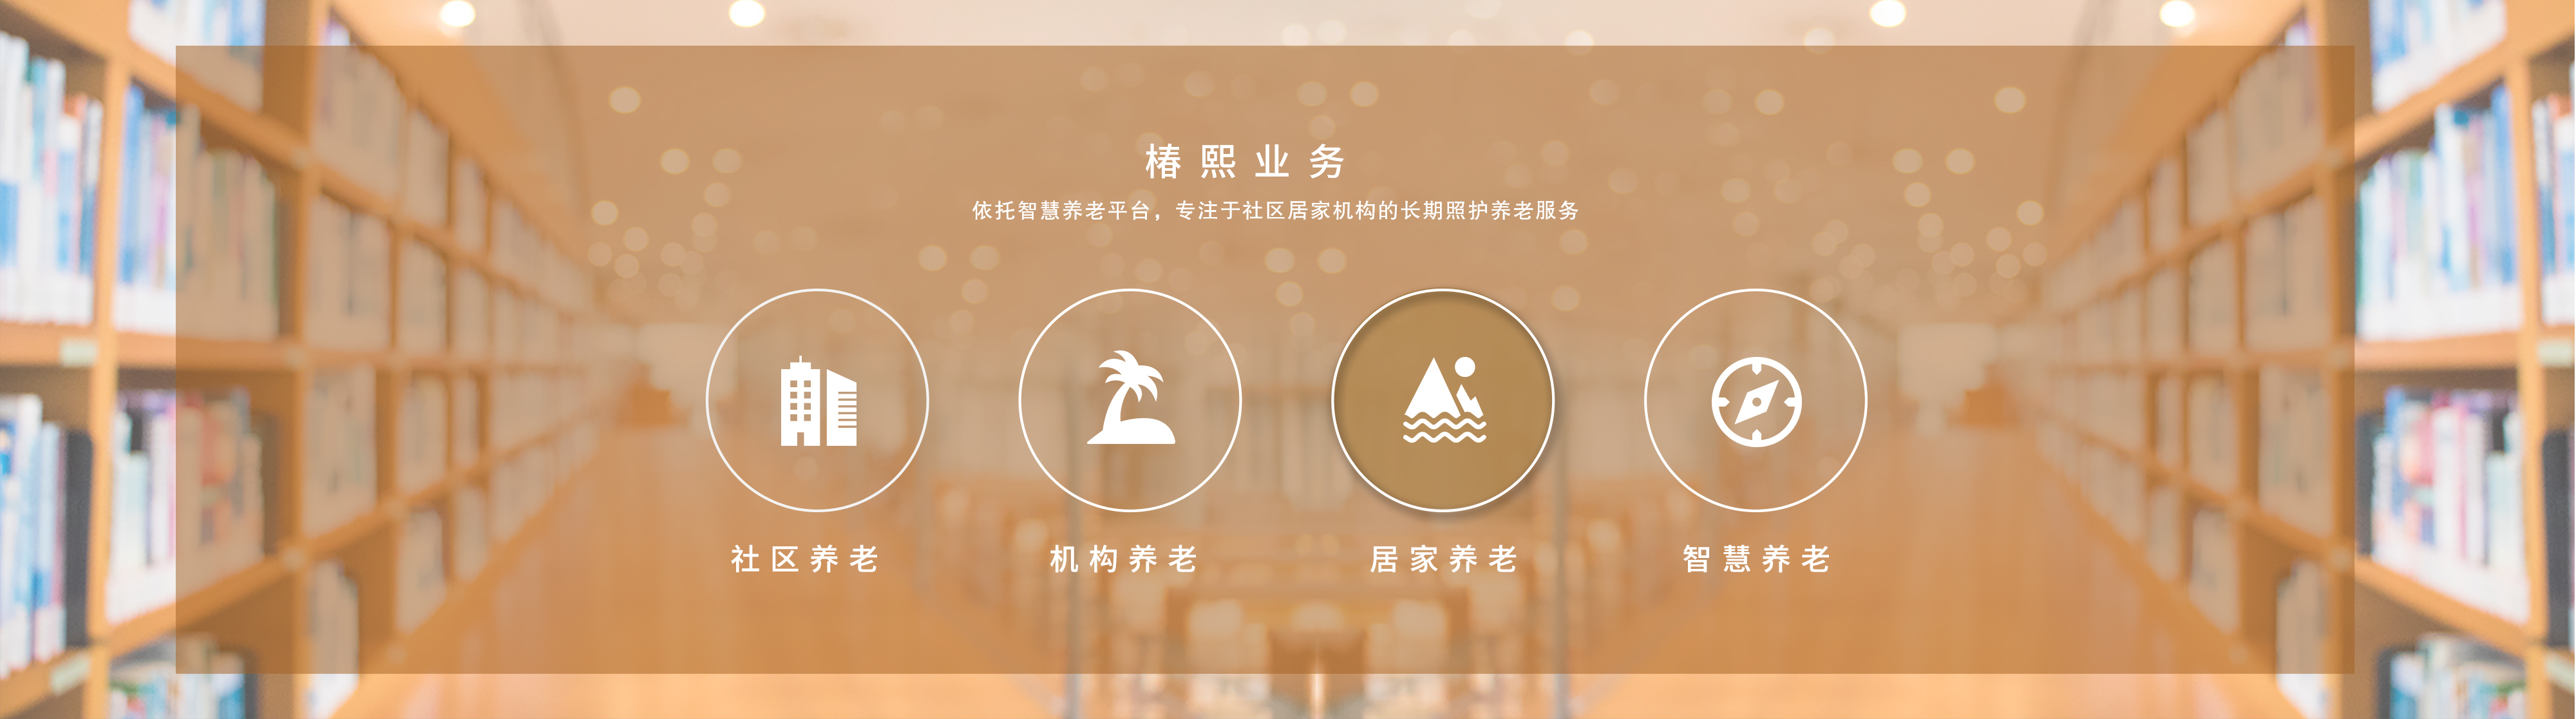 椿熙业务
依托智慧养老平台，专注于社区居家机构的长期照护养老服务
社区养老
机构养老
居家养老
智慧养老